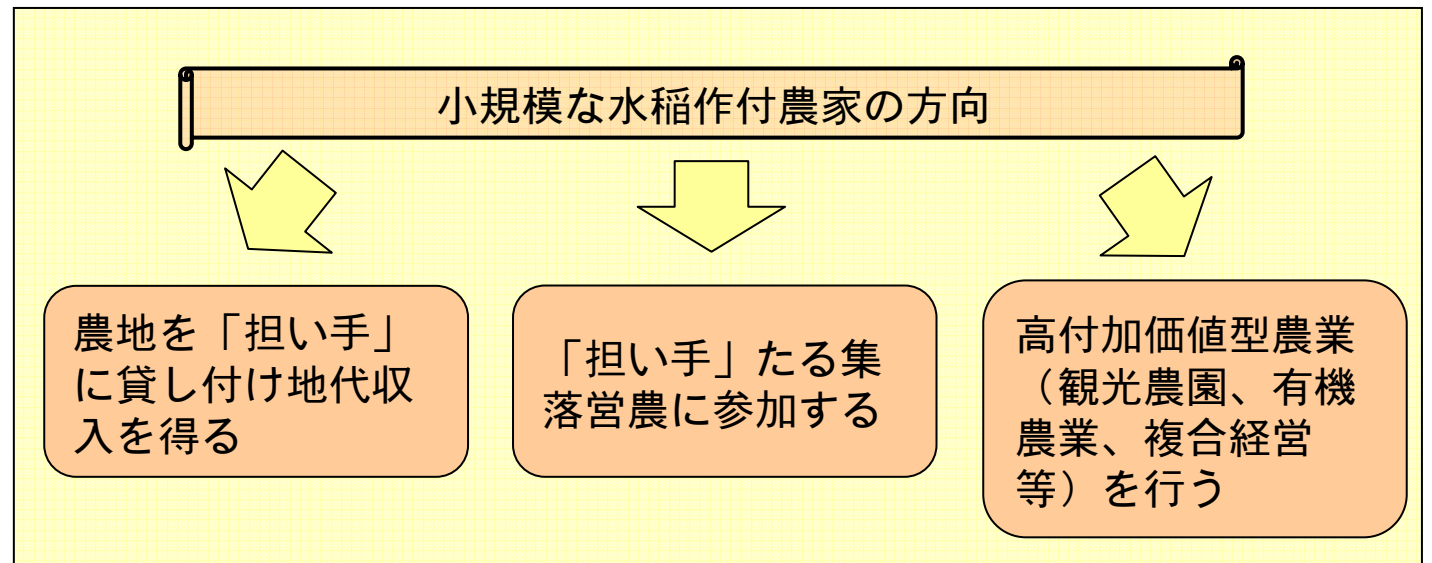 小規模な水稲作付農家の方向
農地を「担い手」
に貸し付け地代収
入を得る
「担い手」たる集
落営農に参加する
高付加価値型農業
（観光農園、有機
農業、複合経営
等）を行う